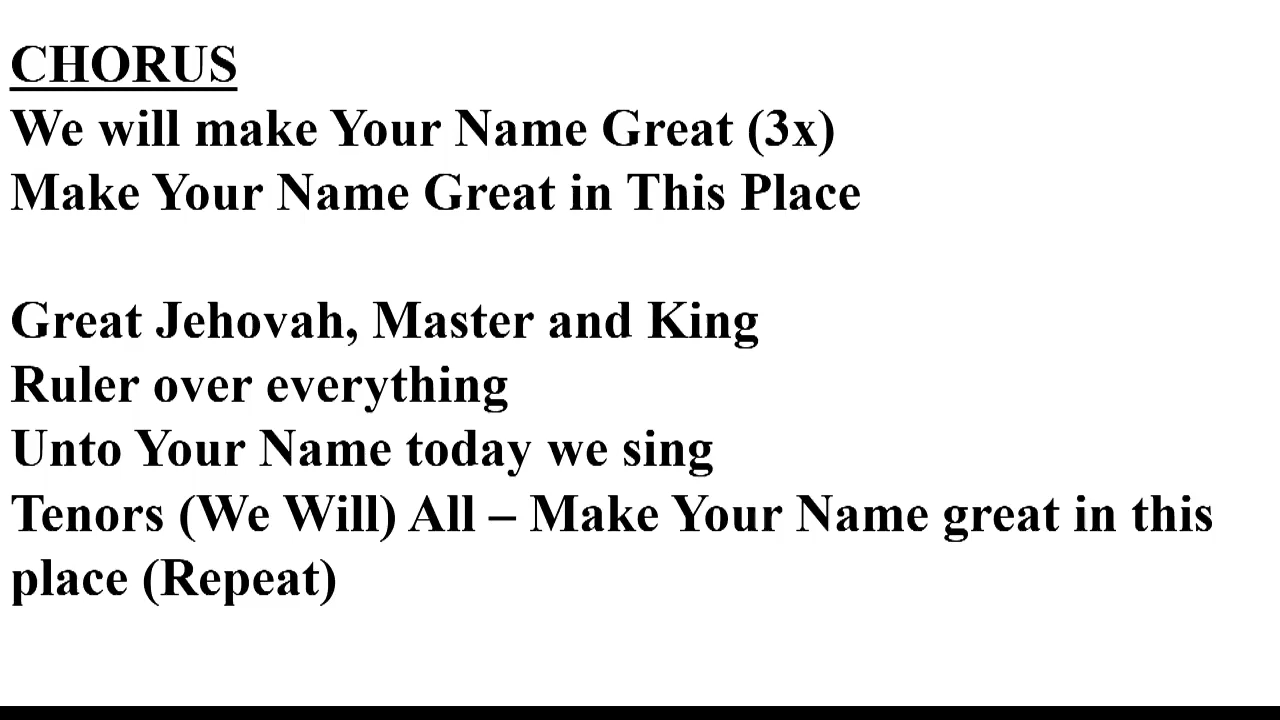 CHORUS
We will make Your Name Great (3x)
Make Your Name Great in This Place
Great Jehovah, Master and King
Ruler over everything
Unto Your Name today we sing
Tenors (We Will) All – Make Your Name great in this
place (Repeat)